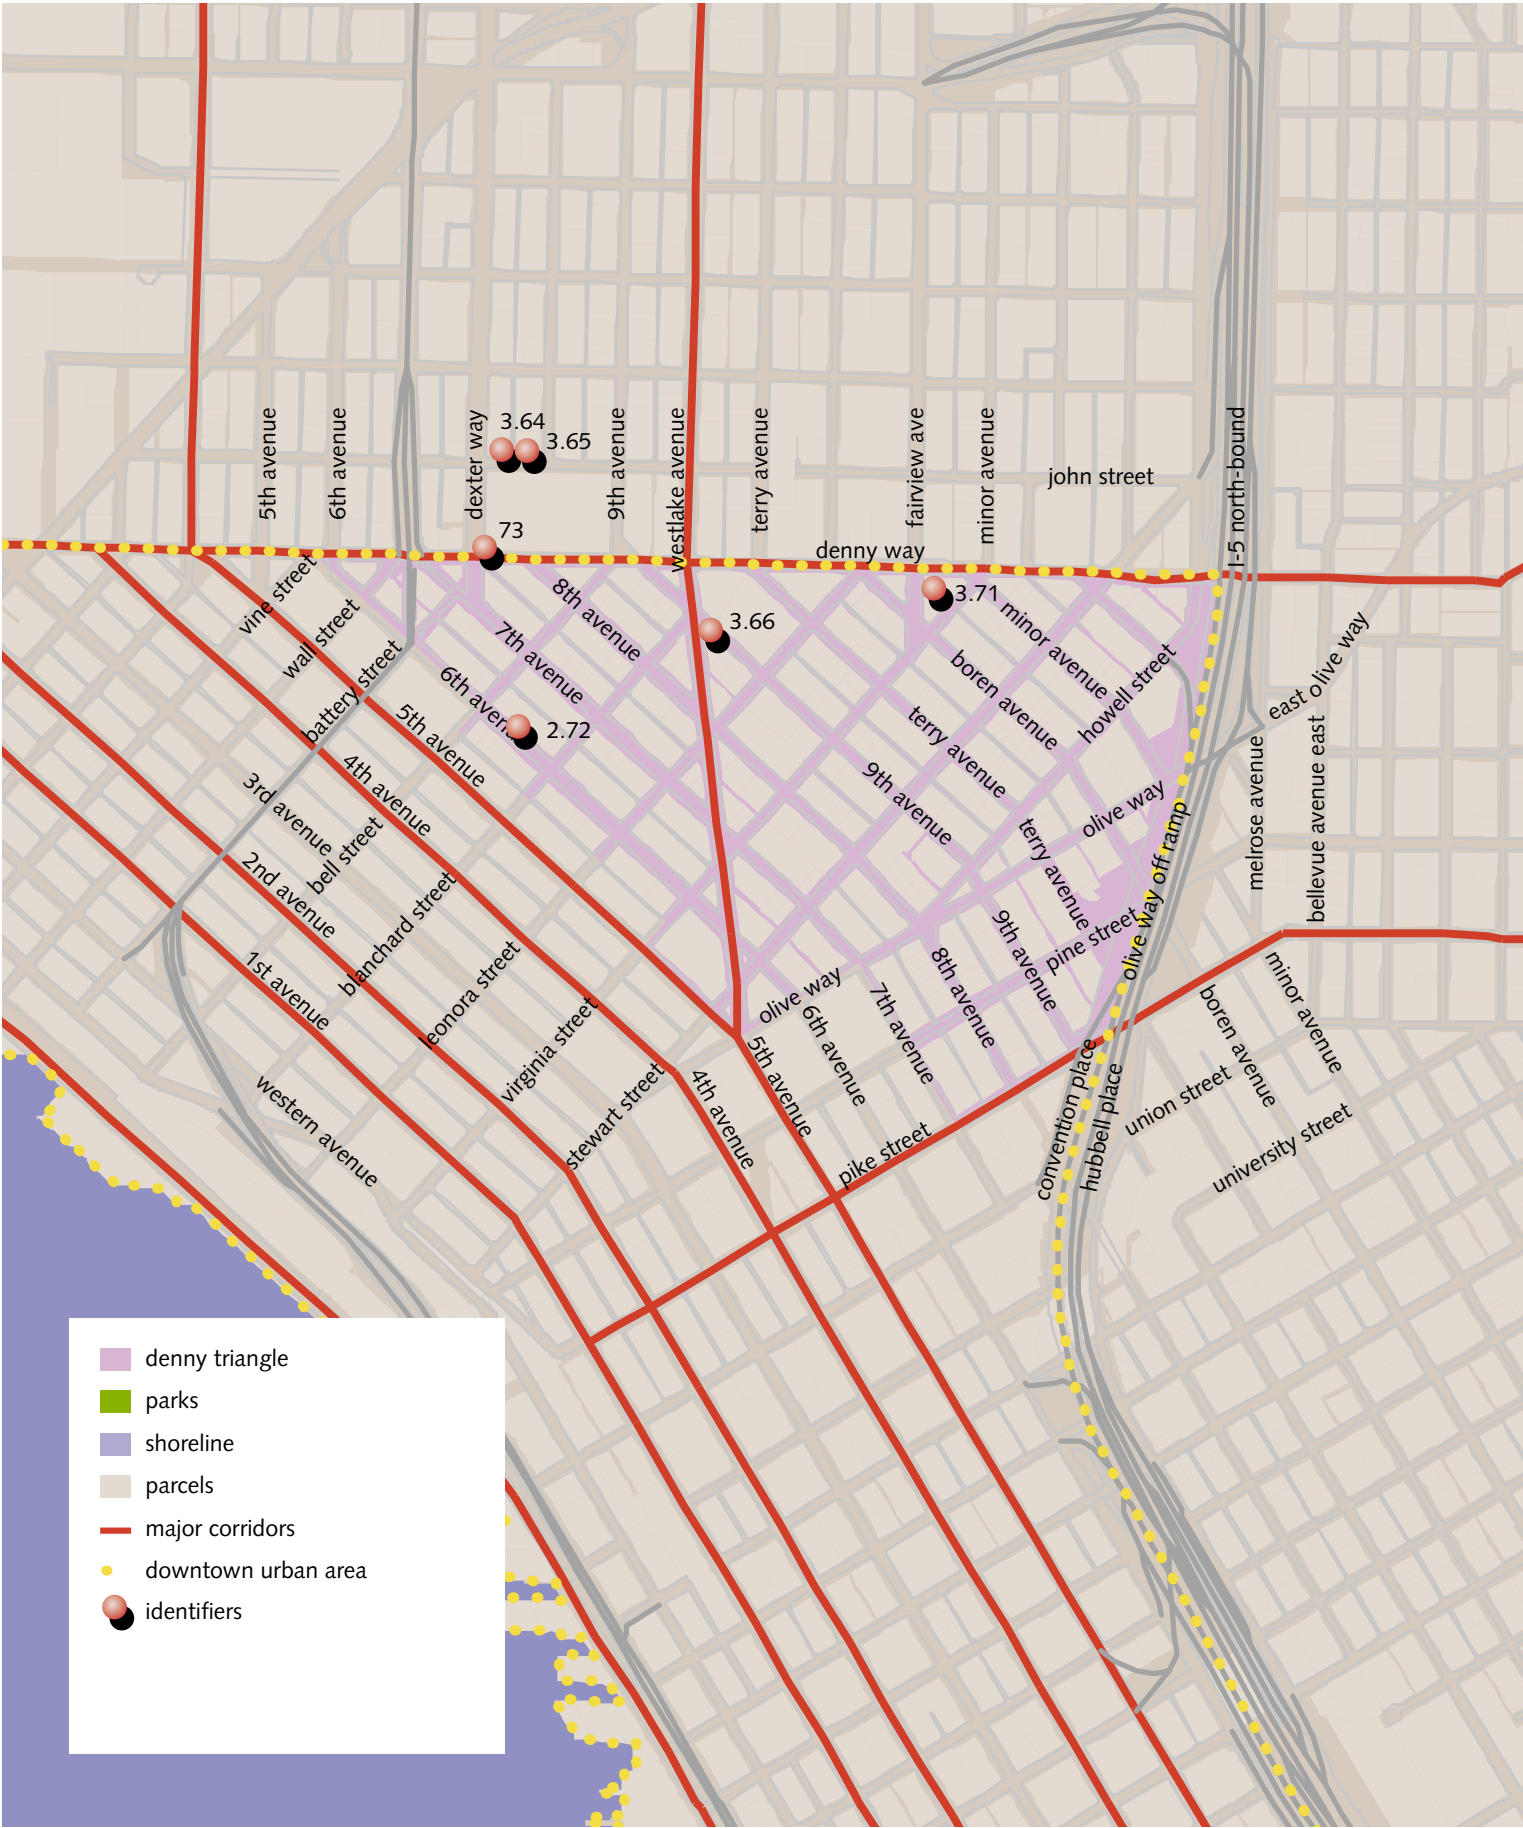 5th avenue
6th avenue
dexter way
3.64
3.65
9th avenue
westlake avenue
terry avenue
fairview ave
minor avenue
john street
I-5 north-bound
73
denny way
vine street
wall street
battery street
8th avenue
7th avenue
6th avenue
3.66
3.71
minor avenue
boren avenue
howell street
east olive way
2.72
5th avenue
4th avenue
3rd avenue
bell street
2nd avenue
blanchard street
1st avenue
leonora street
virginia street
western avenue
stewart street
terry avenue
9th avenue
olive way
terry avenue
9th avenue
pine street
olive way off ramp
melrose avenue
bellevue avenue east
8th avenue
olive way
7th avenue
6th avenue
5th avenue
4th avenue
pike street
convention place
hubbell place
minor avenue
boren avenue
union street
university street
denny triangle
parks
shoreline
parcels
major corridors
downtown urban area
identifiers